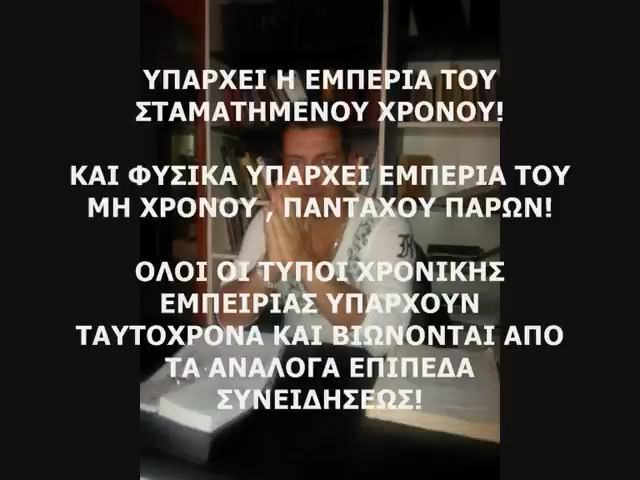 ΥΠΑΡΧΕΙ Η ΕΜΠΕΡΙΑ ΤΟΥ
ΣΤΑΜΑΤΗΜΕΝΟΥ ΧΡΟΝΟΥ!
ΚΑΙ ΦΥΣΙΚΑ ΥΠΑΡΧΕΙ ΕΜΠΕΡΙΑ ΤΟΥ
ΜΗ ΧΡΟΝΟΥ , ΠΑΝΤΑΧΟΥ ΠΑΡΩΝ!
ΟΛΟΙ ΟΙ ΤΥΠΟΙ ΧΡΟΝΙΚΗΣ
ΕΜΠΕΙΡΙΑΣ ΥΠΑΡΧΟΥΝ
ΤΑΥΤΟΧΡΟΝΑ ΚΑΙ ΒΙΩΝΟΝΤΑΙ ΑΠΟ
ΤΑ ΑΝΑΛΟΓΑ ΕΠΙΠΕΔΑ
ΣΥΝΕΙΔΗΣΕΩΣ!